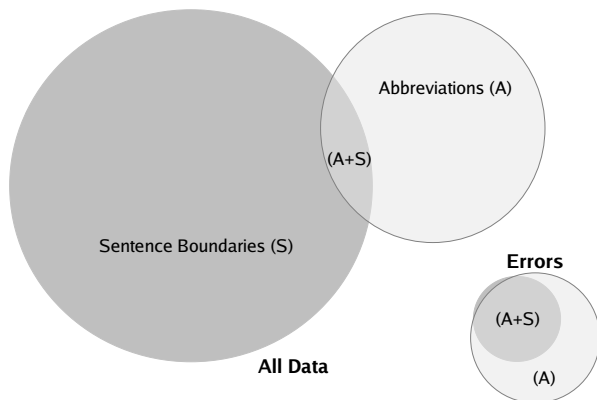 Abbreviations (A)
(A+S)
Sentence Boundaries (S)
Errors
(A+S)
All Data
(A)